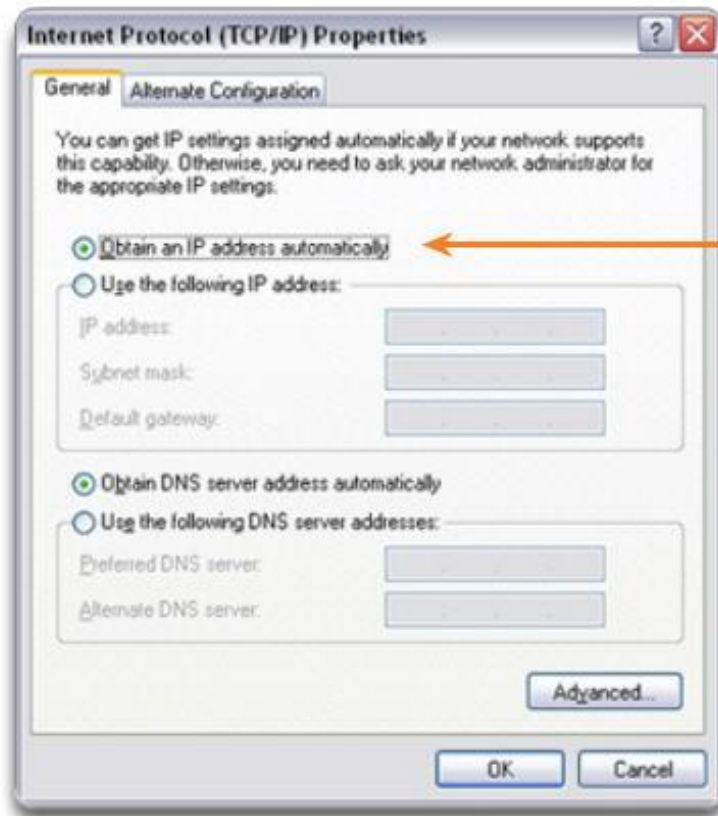 Internet Protocol (TCP/IP) Properties
General Alternate Configuration
You can get IP settings assigned automatically if your network supports
this capability. Otherwise, you need to ask your network administrator for
the appropriate IP settings.
Obtain an IP address automatically
Use the following IP address:
IP address:
Subnet mask:
Default gateway:
Obtain DNS server address automatically
Use the following DNS server addresses:
Preferred DNS server:
Alternate DNS server:
Advanced...
OK Cancel